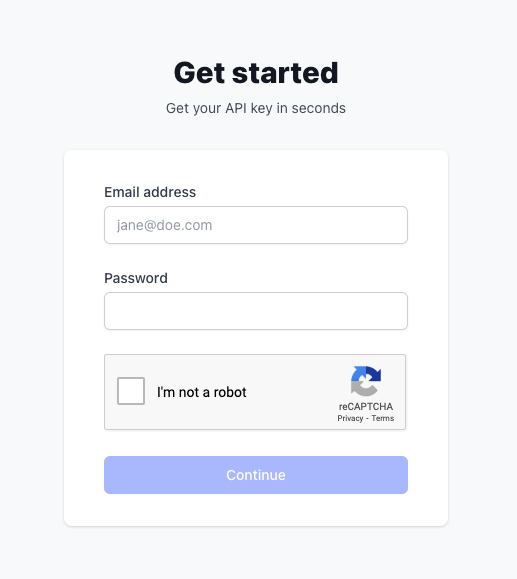 Get started
Get your API key in seconds
Email address
jane@doe.com
Password
I'm not a robot
reCAPTCHA
Privacy - Terms
Continue